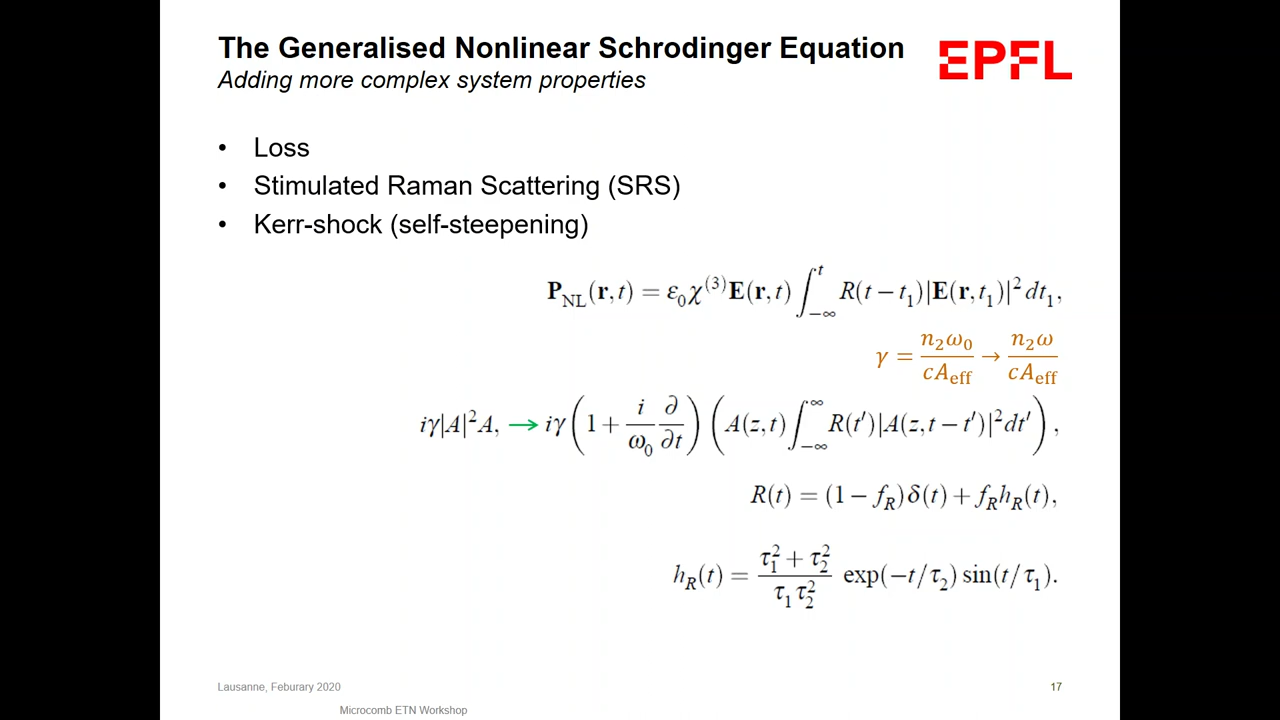 The Generalised Nonlinear Schrodinger Equation
EPFL
Adding more complex system properties
• Loss
• Stimulated Raman Scattering (SRS)
• Kerr-shock (self-steepening)
P_NL(r,t) = ε₀χ⁽³⁾E(r,t) ∫_{−∞}^{t} R(t − t₁)|E(r,t₁)|² dt₁,
γ = n₂ω₀ / cA_eff → n₂ω / cA_eff
iγ|A|²A, → iγ(1 + i/ω₀ ∂/∂t)(A(z,t) ∫_{−∞}^{∞} R(t′)|A(z,t − t′)|²dt′),
R(t) = (1 − f_R)δ(t) + f_R h_R(t),
h_R(t) = (τ₁² + τ₂²)/(τ₁τ₂²) exp(−t/τ₂) sin(t/τ₁).
Lausanne, Feburary 2020
17
Microcomb ETN Workshop